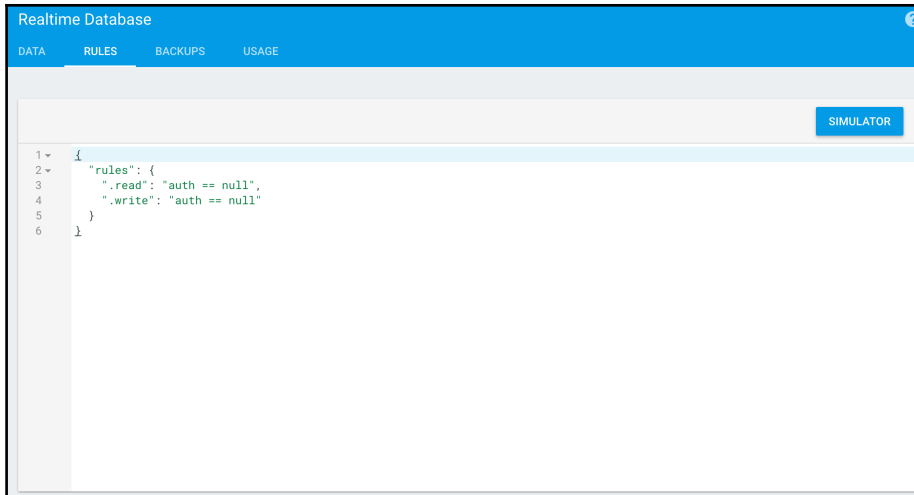 Realtime Database
?
DATA RULES BACKUPS USAGE
SIMULATOR
1 {
2 "rules": {
3 ".read": "auth == null",
4 ".write": "auth == null"
5 }
6 }